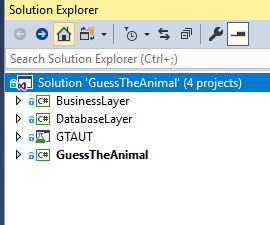 Solution Explorer
Search Solution Explorer (Ctrl+;)
Solution 'GuessTheAnimal' (4 projects)
C# BusinessLayer
C# DatabaseLayer
GTAUT
C# GuessTheAnimal